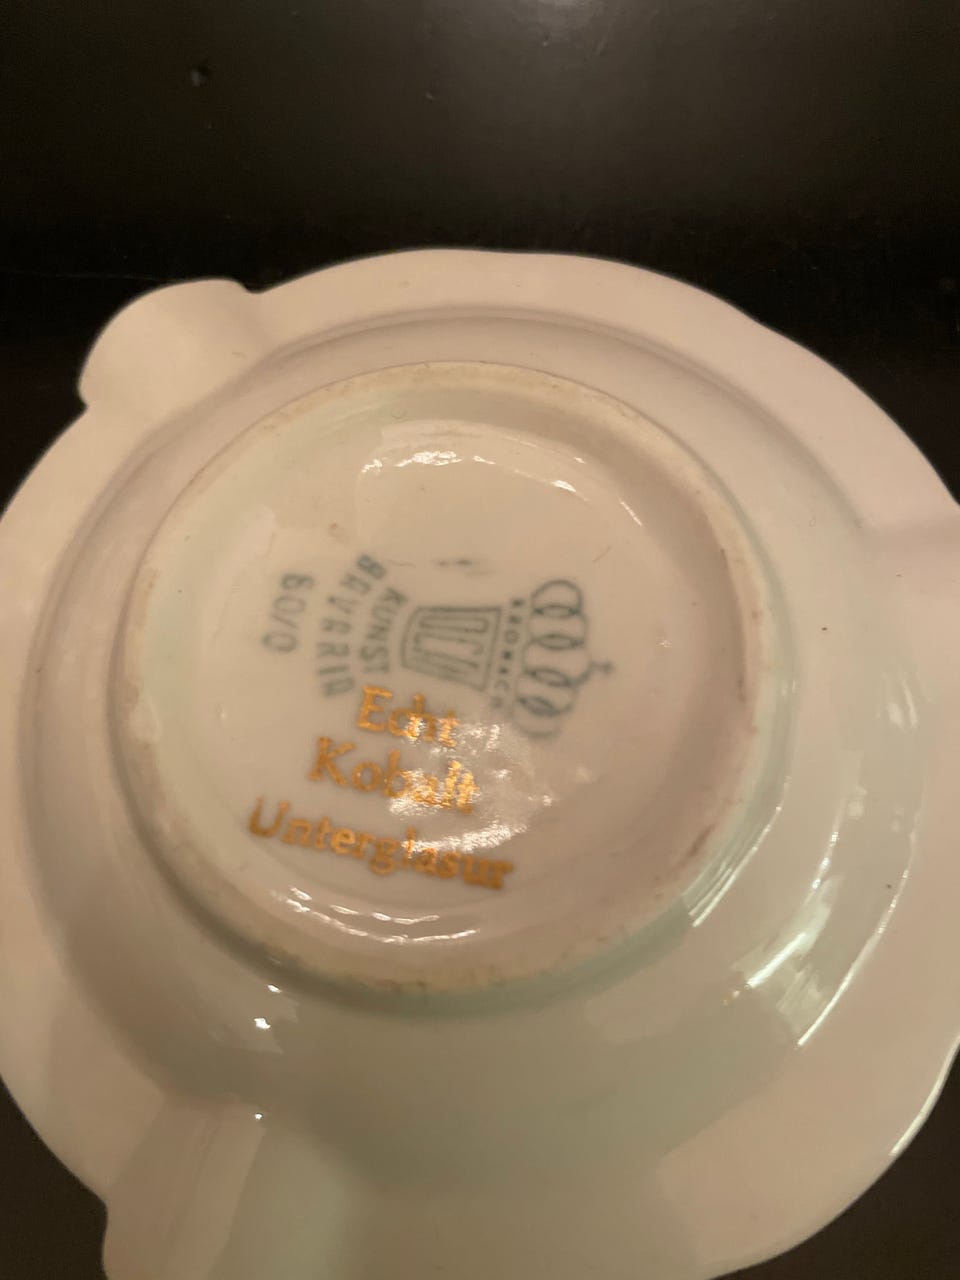 KRONACH
KUNST
BAVARIA
60/0
Echt
Kobalt
Unterglasur